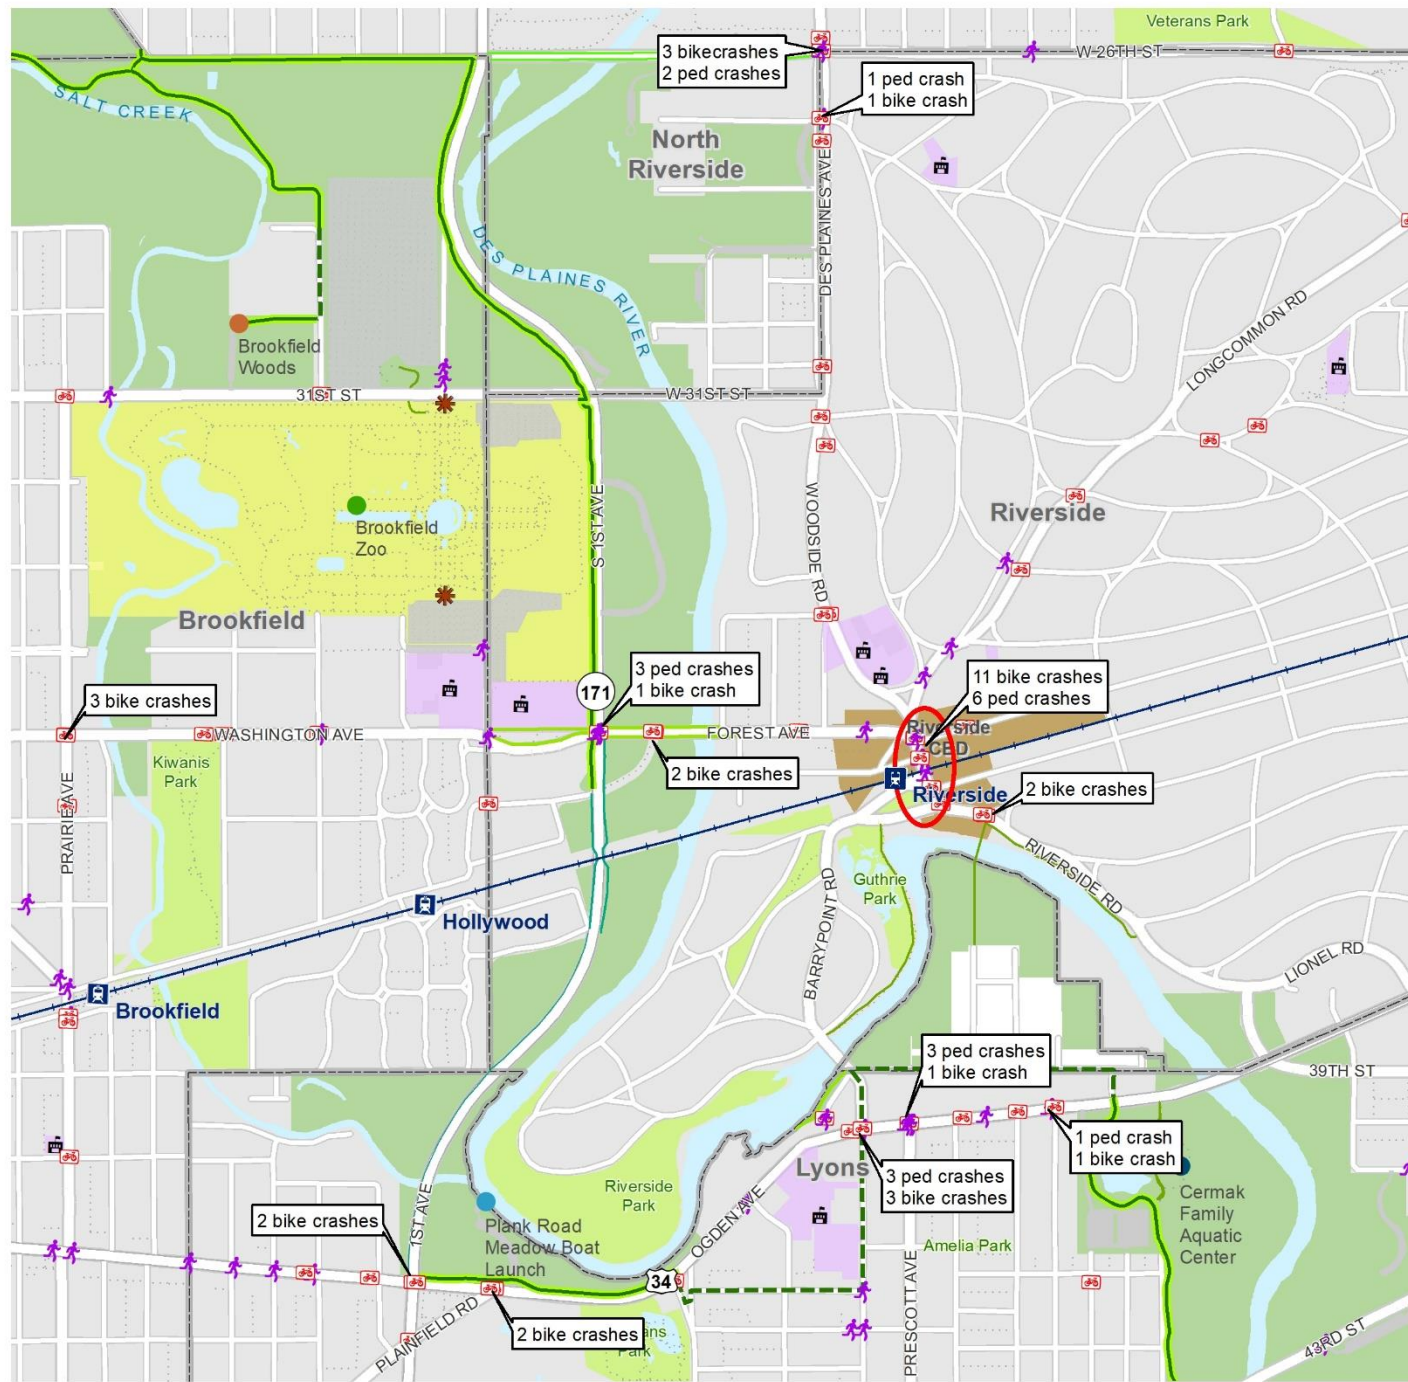 Veterans Park
3 bikecrashes
2 ped crashes
W 26TH ST
1 ped crash
1 bike crash
SALT CREEK
North
Riverside
DES PLAINES AVE
DES PLAINES RIVER
LONGCOMMON RD
Brookfield
Woods
31ST ST
W 31ST ST
S 1ST AVE
WOODSIDE RD
Riverside
Brookfield
Zoo
Brookfield
3 ped crashes
1 bike crash
11 bike crashes
6 ped crashes
171
3 bike crashes
WASHINGTON AVE
FOREST AVE
Riverside
CBD
Kiwanis
Park
2 bike crashes
Riverside
2 bike crashes
PRAIRIE AVE
RIVERSIDE RD
Guthrie
Park
BARRYPOINT RD
Hollywood
LIONEL RD
Brookfield
3 ped crashes
1 bike crash
39TH ST
1 ped crash
1 bike crash
Lyons
3 ped crashes
3 bike crashes
Riverside
Park
1ST AVE
2 bike crashes
Plank Road
Meadow Boat
Launch
OGDEN AVE
Cermak
Family
Aquatic
Center
Amelia Park
34
PLAINFIELD RD
2 bike crashes
Park
PRESCOTT AVE
43RD ST